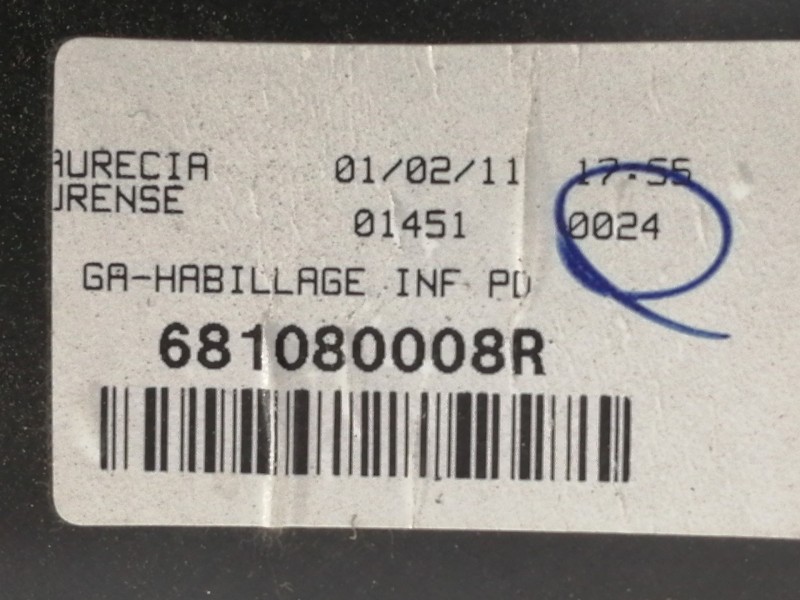 AURECIA 01/02/11 17:55
URENSE
01451 0024
GA-HABILLAGE INF PD
681080008R